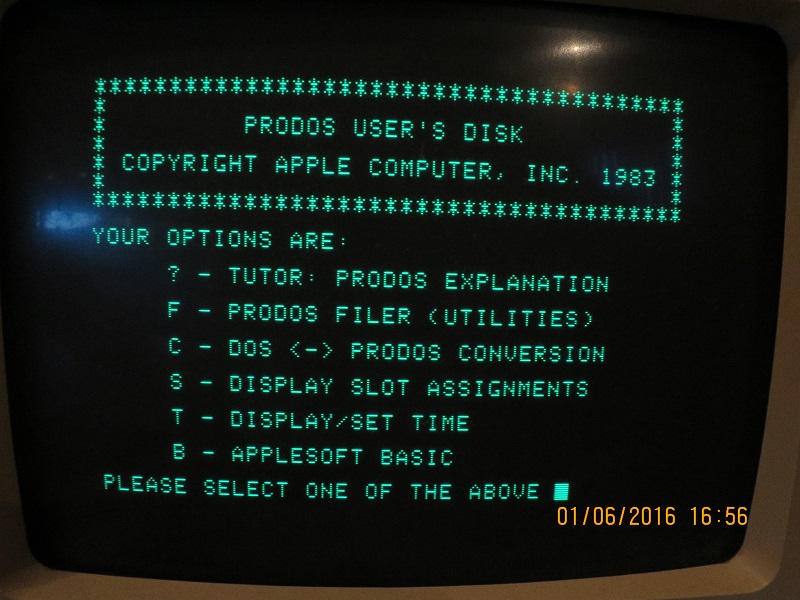 ***************************************
* PRODOS USER'S DISK *
* COPYRIGHT APPLE COMPUTER, INC. 1983 *
***************************************
YOUR OPTIONS ARE:
? - TUTOR: PRODOS EXPLANATION
F - PRODOS FILER (UTILITIES)
C - DOS <-> PRODOS CONVERSION
S - DISPLAY SLOT ASSIGNMENTS
T - DISPLAY/SET TIME
B - APPLESOFT BASIC
PLEASE SELECT ONE OF THE ABOVE
01/06/2016 16:56